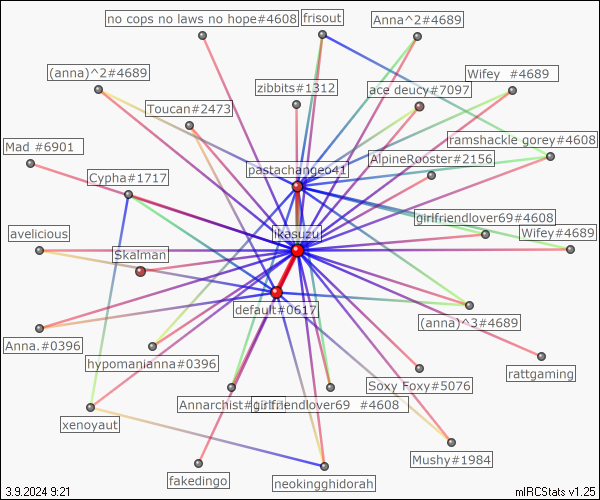 no cops no laws no hope#4608
frisout
Anna^2#4689
(anna)^2#4689
Wifey  #4689
zibbits#1312
ace deucy#7097
Toucan#2473
ramshackle gorey#4608
Mad #6901
AlpineRooster#2156
pastachangeo41
Cypha#1717
girlfriendlover69#4608
avelicious
ikasuzu
Wifey#4689
Skalman
default#0617
(anna)^3#4689
Anna.#0396
hypomanianna#0396
rattgaming
Soxy Foxy#5076
Annarchist#
girlfriendlover69  #4608
xenoyaut
Mushy#1984
fakedingo
neokingghidorah
3.9.2024 9:21
mIRCStats v1.25